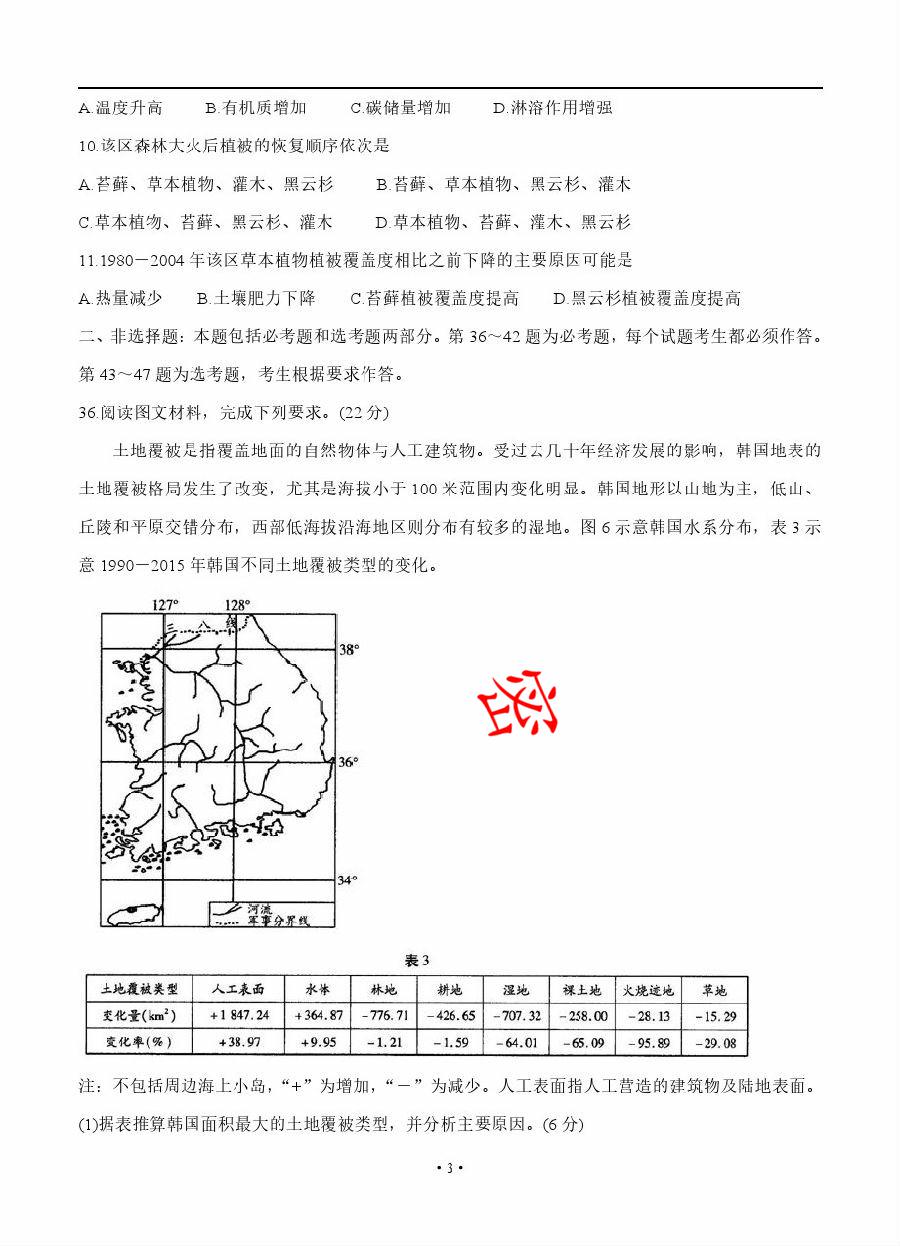 A.温度升高 B.有机质增加 C.碳储量增加 D.淋溶作用增强
10.该区森林大火后植被的恢复顺序依次是
A.苔藓、草本植物、灌木、黑云杉 B.苔藓、草本植物、黑云杉、灌木
C.草本植物、苔藓、黑云杉、灌木 D.草本植物、苔藓、灌木、黑云杉
11.1980－2004 年该区草本植物植被覆盖度相比之前下降的主要原因可能是
A.热量减少 B.土壤肥力下降 C.苔藓植被覆盖度提高 D.黑云杉植被覆盖度提高
二、非选择题：本题包括必考题和选考题两部分。第 36～42 题为必考题，每个试题考生都必须作答。
第 43～47 题为选考题，考生根据要求作答。
36.阅读图文材料，完成下列要求。(22 分)
土地覆被是指覆盖地面的自然物体与人工建筑物。受过去几十年经济发展的影响，韩国地表的
土地覆被格局发生了改变，尤其是海拔小于 100 米范围内变化明显。韩国地形以山地为主，低山、
丘陵和平原交错分布，西部低海拔沿海地区则分布有较多的湿地。图 6 示意韩国水系分布，表 3 示
意 1990－2015 年韩国不同土地覆被类型的变化。
127° 128°
三八线
38°
密
36°
34°
河流
军事分界线
表 3
土地覆被类型 人工表面 水体 林地 耕地 湿地 裸土地 火烧迹地 草地
变化量(km²) +1 847.24 +364.87 -776.71 -426.65 -707.32 -258.00 -28.13 -15.29
变化率(%) +38.97 +9.95 -1.21 -1.59 -64.01 -65.09 -95.89 -29.08
注：不包括周边海上小岛，“+”为增加，“－”为减少。人工表面指人工营造的建筑物及陆地表面。
(1)据表推算韩国面积最大的土地覆被类型，并分析主要原因。(6 分)
·3·